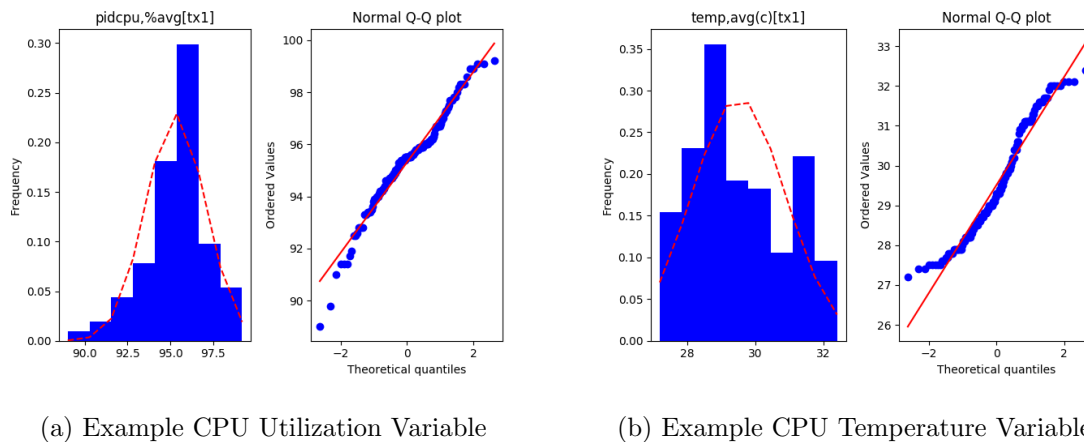 pidcpu,%avg[tx1]
Normal Q-Q plot
temp,avg(c)[tx1]
Normal Q-Q plot
0.30
0.25
0.20
0.15
0.10
0.05
0.00
Frequency
90.0 92.5 95.0 97.5
100
98
96
94
92
90
Ordered Values
−2 0 2
Theoretical quantiles
0.35
0.30
0.25
0.20
0.15
0.10
0.05
0.00
Frequency
28 30 32
33
32
31
30
29
28
27
26
Ordered Values
−2 0 2
Theoretical quantiles
(a) Example CPU Utilization Variable
(b) Example CPU Temperature Variable